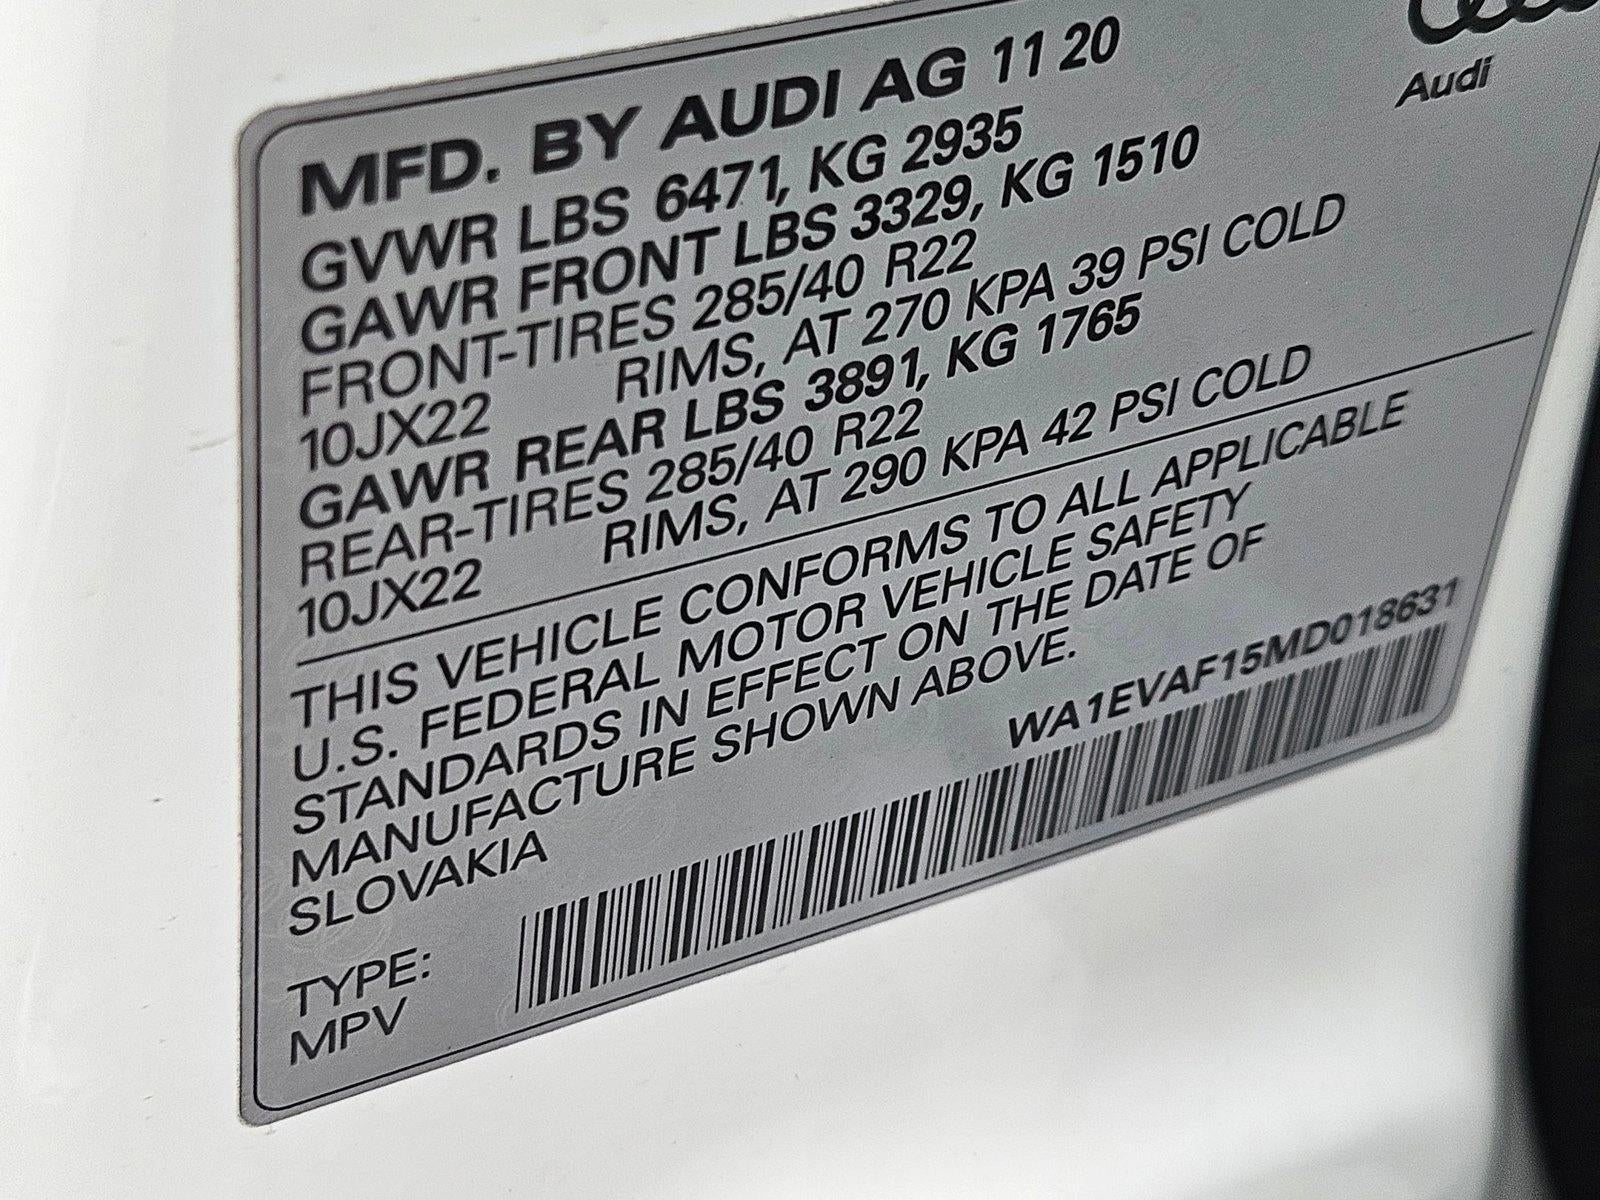 MFD. BY AUDI AG 11 20
Audi
GVWR LBS 6471, KG 2935
GAWR FRONT LBS 3329, KG 1510
FRONT-TIRES 285/40 R22
10JX22 RIMS, AT 270 KPA 39 PSI COLD
GAWR REAR LBS 3891, KG 1765
REAR-TIRES 285/40 R22
10JX22 RIMS, AT 290 KPA 42 PSI COLD
THIS VEHICLE CONFORMS TO ALL APPLICABLE
U.S. FEDERAL MOTOR VEHICLE SAFETY
STANDARDS IN EFFECT ON THE DATE OF
MANUFACTURE SHOWN ABOVE.
SLOVAKIA
WA1EVAF15MD018631
TYPE:
MPV